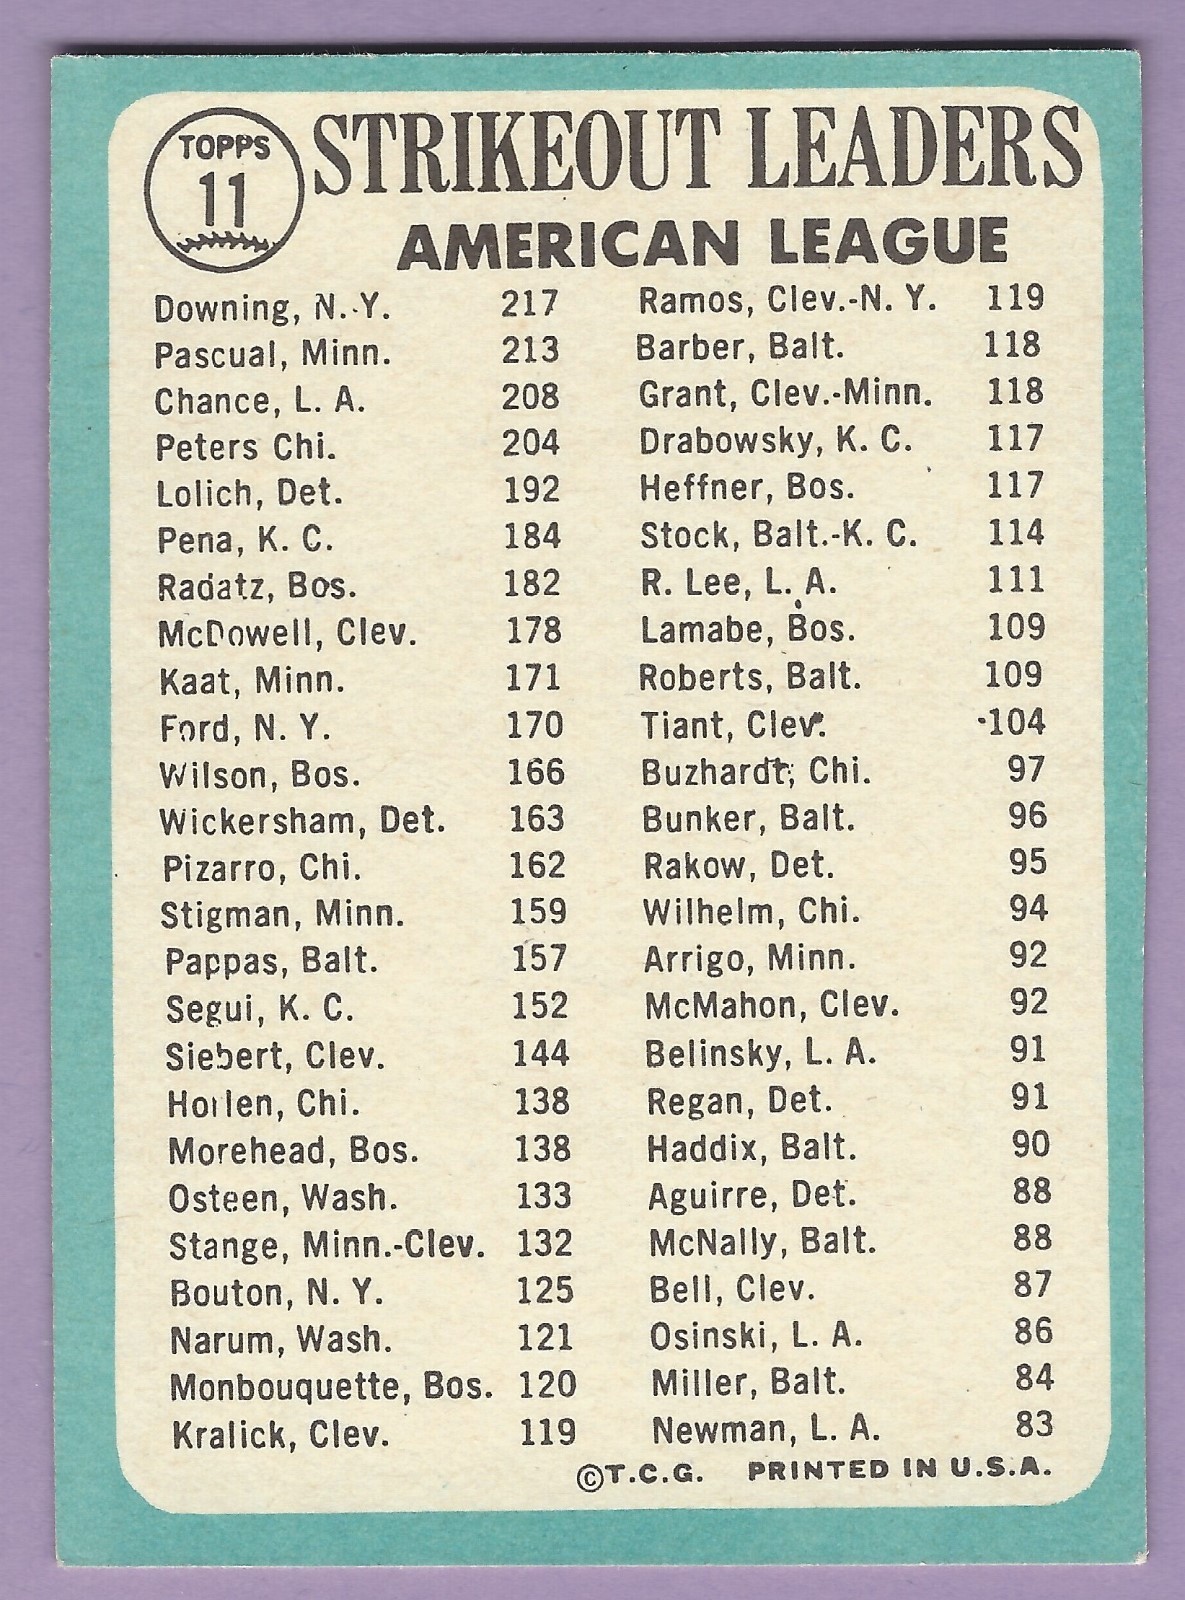 TOPPS
11
STRIKEOUT LEADERS
AMERICAN LEAGUE
Downing, N. Y. 217
Pascual, Minn. 213
Chance, L. A. 208
Peters Chi. 204
Lolich, Det. 192
Pena, K. C. 184
Radatz, Bos. 182
McDowell, Clev. 178
Kaat, Minn. 171
Ford, N. Y. 170
Wilson, Bos. 166
Wickersham, Det. 163
Pizarro, Chi. 162
Stigman, Minn. 159
Pappas, Balt. 157
Segui, K. C. 152
Siebert, Clev. 144
Horlen, Chi. 138
Morehead, Bos. 138
Osteen, Wash. 133
Stange, Minn.-Clev. 132
Bouton, N. Y. 125
Narum, Wash. 121
Monbouquette, Bos. 120
Kralick, Clev. 119
Ramos, Clev.-N. Y. 119
Barber, Balt. 118
Grant, Clev.-Minn. 118
Drabowsky, K. C. 117
Heffner, Bos. 117
Stock, Balt.-K. C. 114
R. Lee, L. A. 111
Lamabe, Bos. 109
Roberts, Balt. 109
Tiant, Clev. 104
Buzhardt, Chi. 97
Bunker, Balt. 96
Rakow, Det. 95
Wilhelm, Chi. 94
Arrigo, Minn. 92
McMahon, Clev. 92
Belinsky, L. A. 91
Regan, Det. 91
Haddix, Balt. 90
Aguirre, Det. 88
McNally, Balt. 88
Bell, Clev. 87
Osinski, L. A. 86
Miller, Balt. 84
Newman, L. A. 83
©T.C.G. PRINTED IN U.S.A.